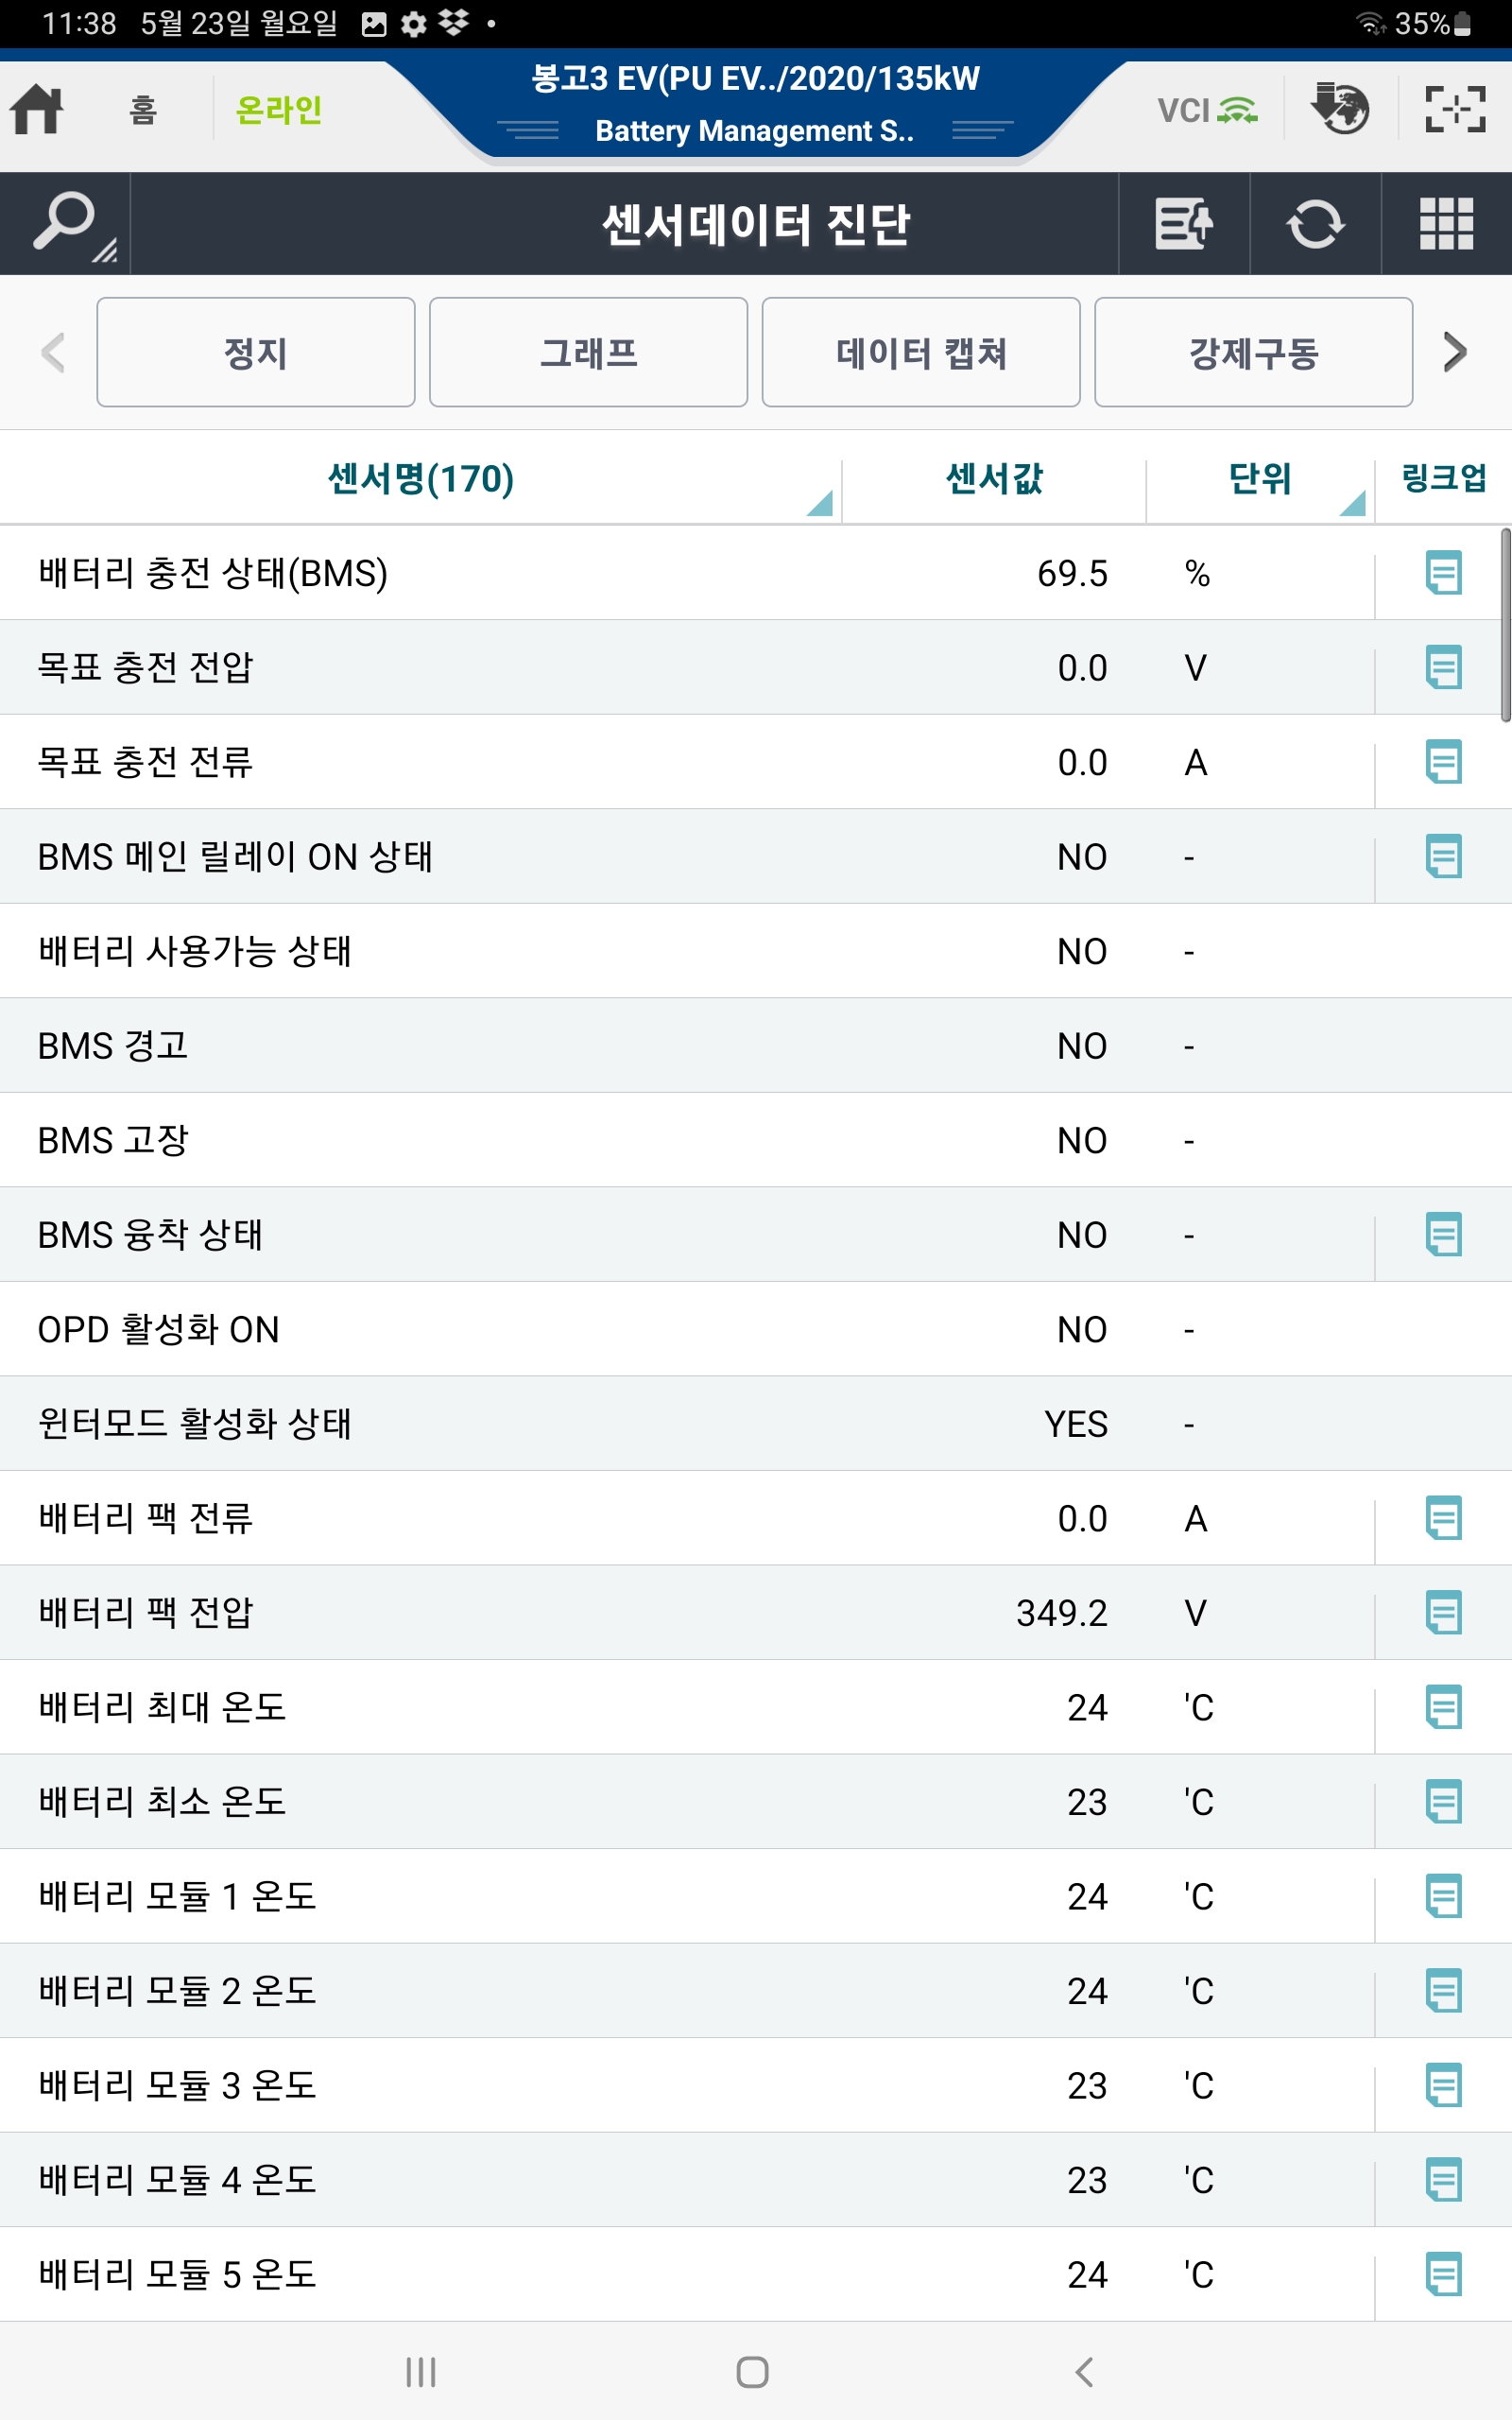 11:38 5월 23일 월요일 35%
봉고3 EV(PU EV../2020/135kW
홈 온라인 VCI
Battery Management S..
센서데이터 진단
정지 그래프 데이터 캡쳐 강제구동
센서명(170) 센서값 단위 링크업
배터리 충전 상태(BMS) 69.5 %
목표 충전 전압 0.0 V
목표 충전 전류 0.0 A
BMS 메인 릴레이 ON 상태 NO -
배터리 사용가능 상태 NO -
BMS 경고 NO -
BMS 고장 NO -
BMS 융착 상태 NO -
OPD 활성화 ON NO -
윈터모드 활성화 상태 YES -
배터리 팩 전류 0.0 A
배터리 팩 전압 349.2 V
배터리 최대 온도 24 'C
배터리 최소 온도 23 'C
배터리 모듈 1 온도 24 'C
배터리 모듈 2 온도 24 'C
배터리 모듈 3 온도 23 'C
배터리 모듈 4 온도 23 'C
배터리 모듈 5 온도 24 'C